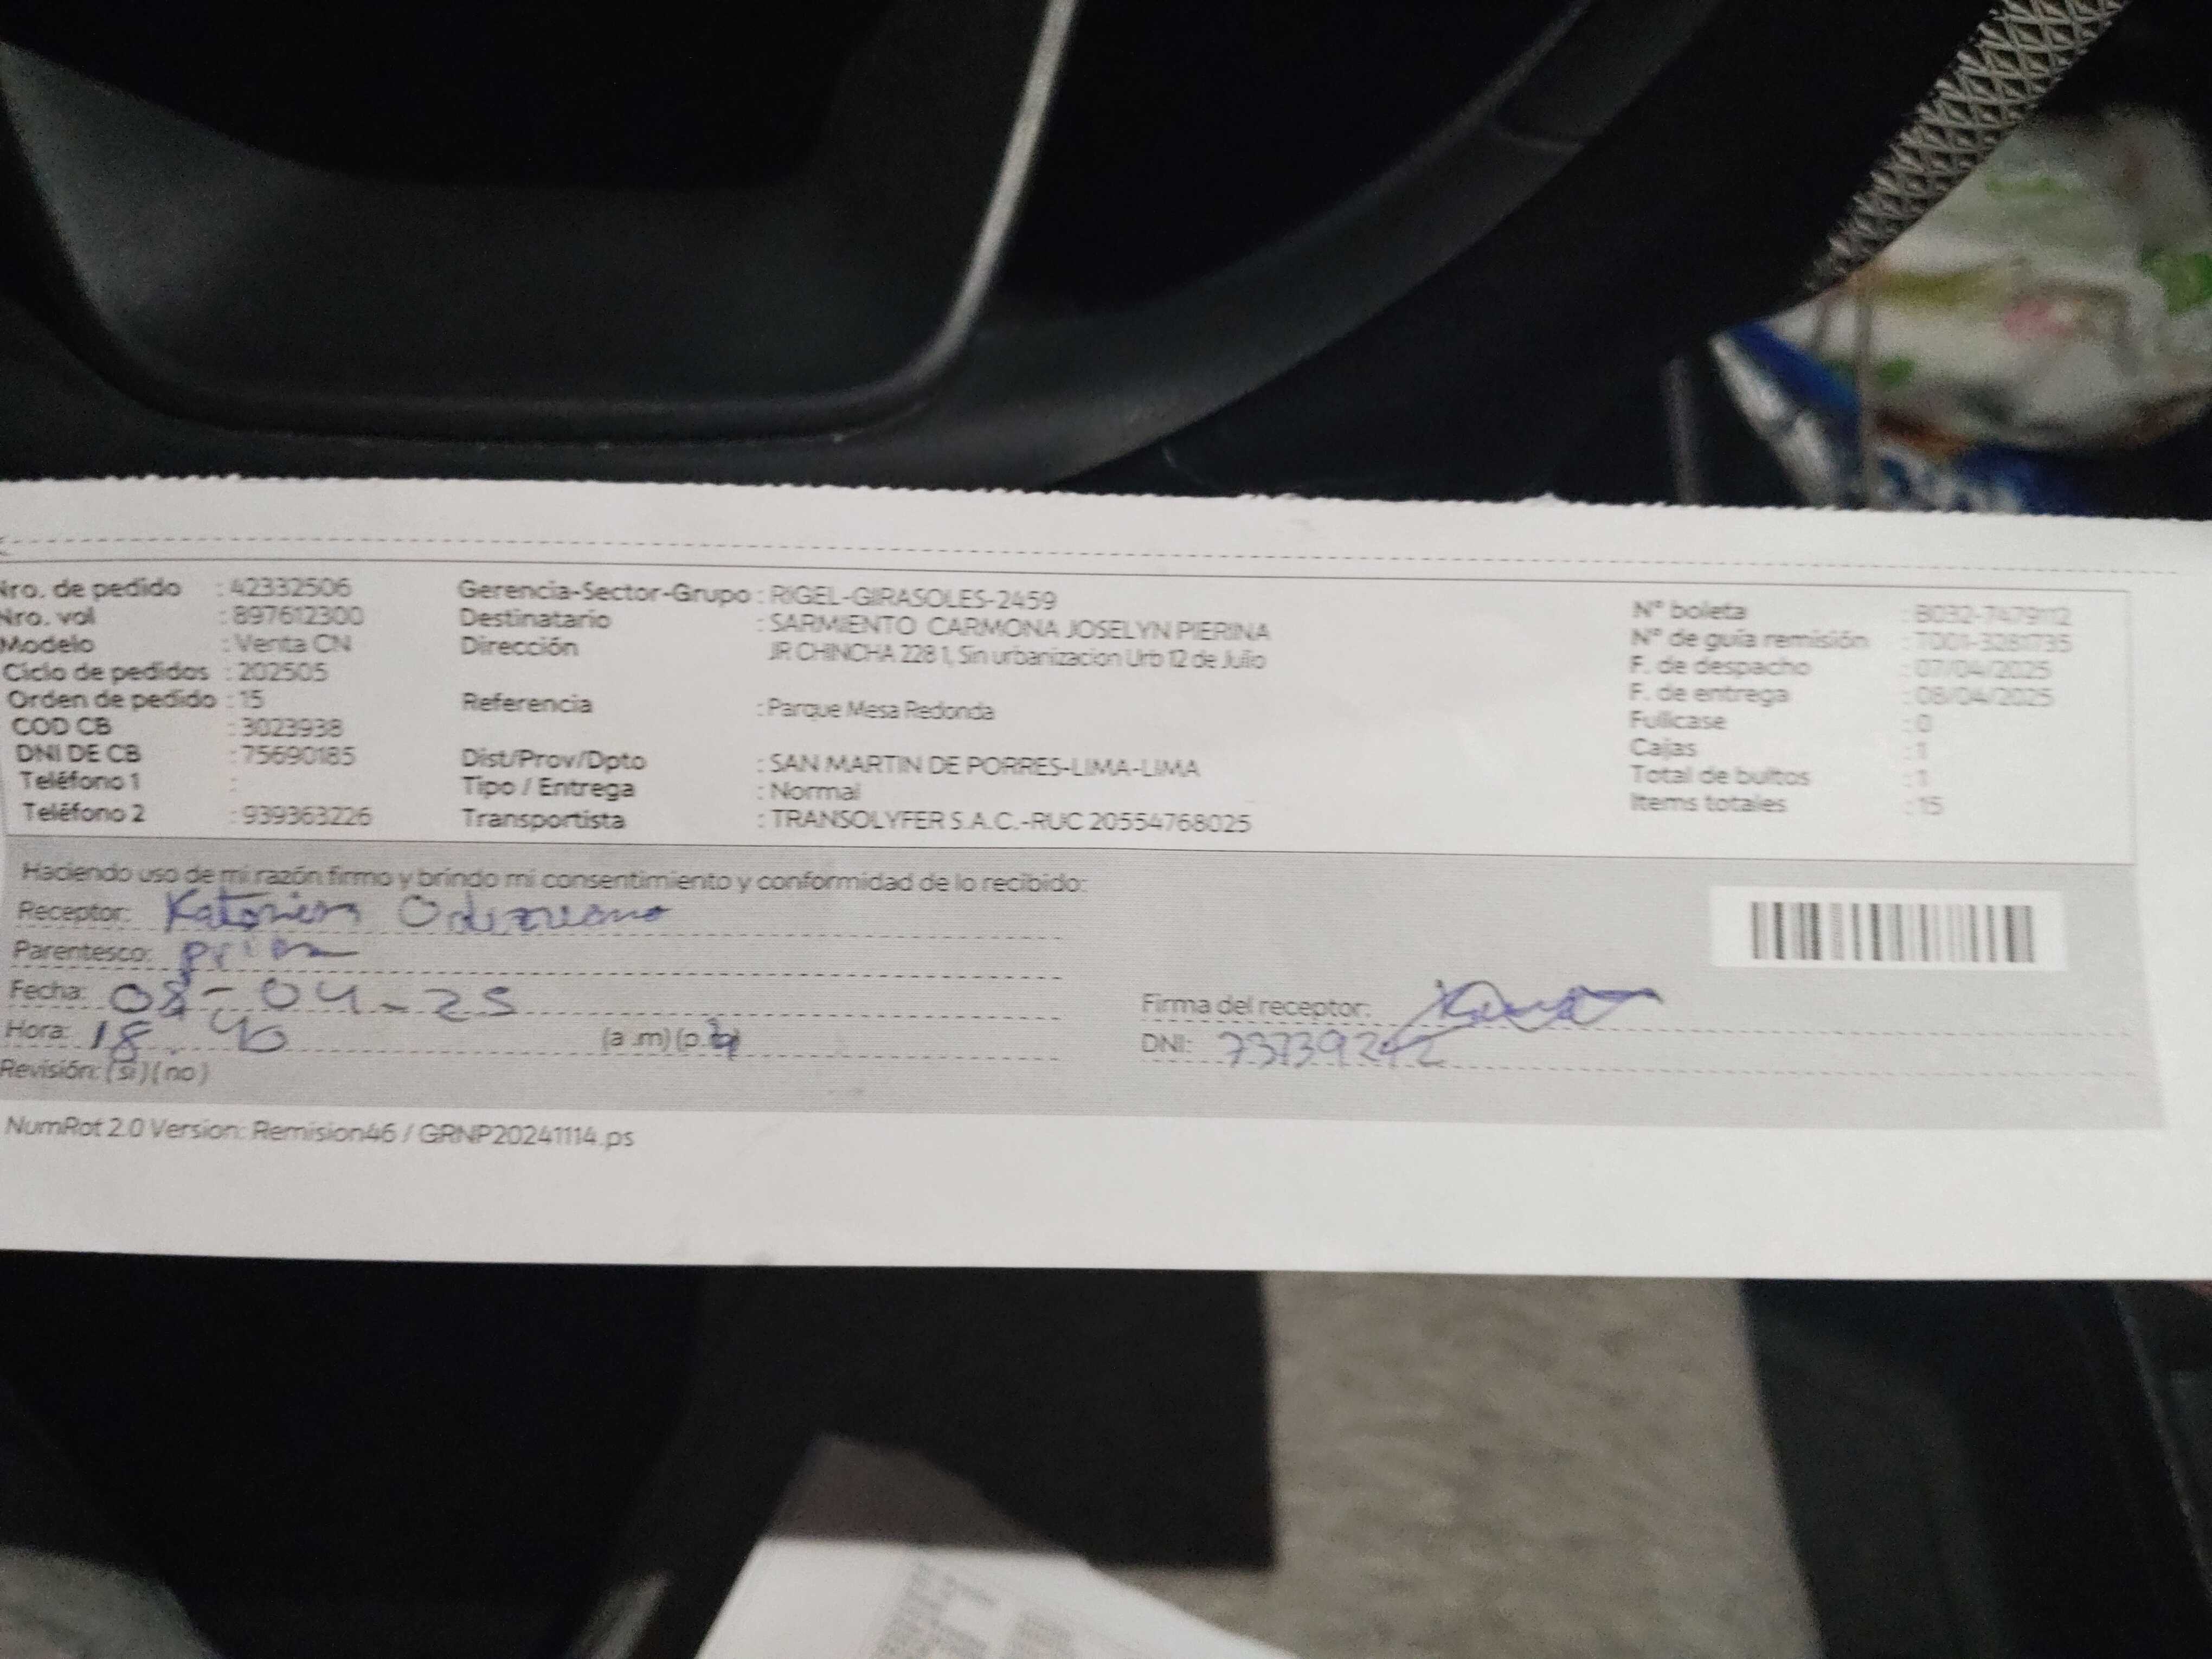 Nro. de pedido : 42332506
Nro. vol : 897612300
Modelo : Venta CN
Ciclo de pedidos : 202505
Orden de pedido : 15
COD CB : 3023938
DNI DE CB : 75690185
Teléfono 1 :
Teléfono 2 : 939363226
Gerencia-Sector-Grupo : RIGEL-GIRASOLES-2459
Destinatario : SARMIENTO CARMONA JOSELYN PIERINA
Dirección JR CHINCHA 228 1, Sin urbanizacion Urb 12 de Julio
Referencia : Parque Mesa Redonda
Dist/Prov/Dpto : SAN MARTIN DE PORRES-LIMA-LIMA
Tipo / Entrega : Normal
Transportista : TRANSOLYFER S.A.C.-RUC 20554768025
N° boleta : B032-7479112
N° de guía remisión : T001-3281735
F. de despacho : 07/04/2025
F. de entrega : 08/04/2025
Fullcase : 0
Cajas : 1
Total de bultos : 1
Items totales : 15
Haciendo uso de mi razón firmo y brindo mi consentimiento y conformidad de lo recibido:
Receptor:
Parentesco: prima
Fecha: 08-04-25
Hora: 18:40 (a.m) (p.
Revisión: (si) (no)
Firma del receptor:
DNI:
NumRot 2.0 Version: Remision46 / GRNP20241114.ps